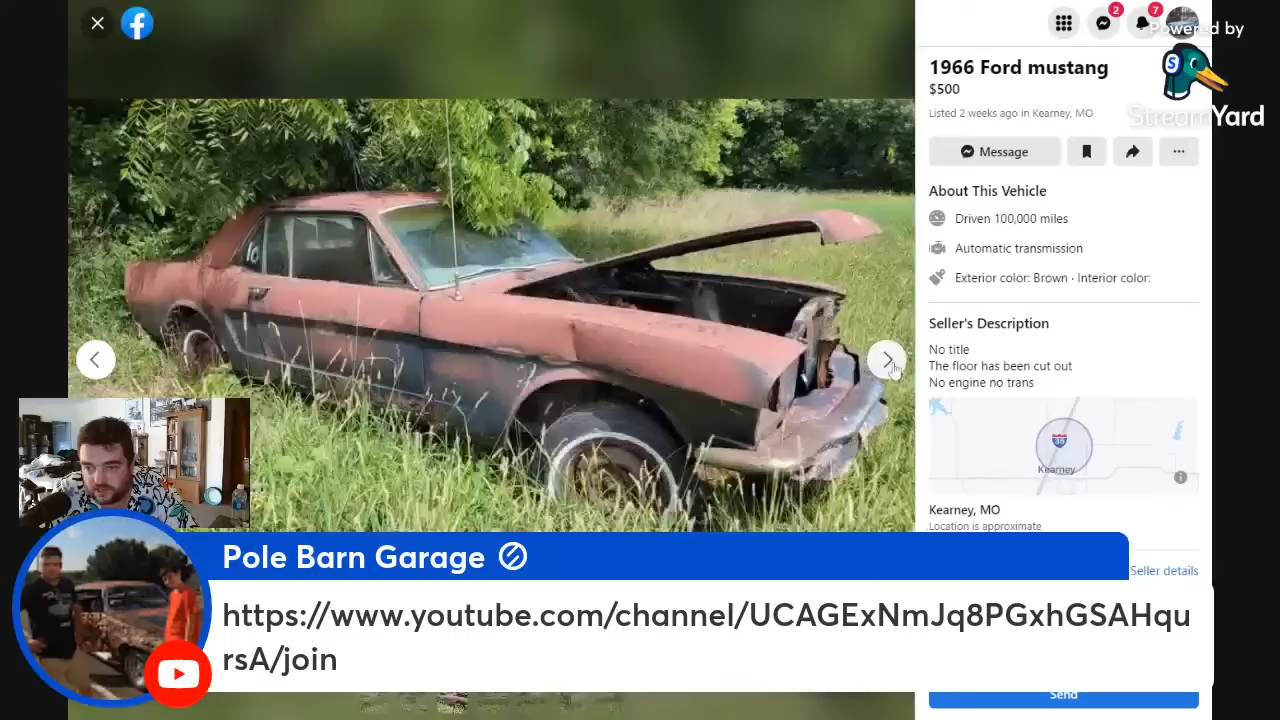 2
7
Powered by
1966 Ford mustang
$500
StreamYard
Listed 2 weeks ago in Kearney, MO
Message
About This Vehicle
Driven 100,000 miles
Automatic transmission
Exterior color: Brown · Interior color:
Seller's Description
No title
The floor has been cut out
No engine no trans
35
Kearney
Kearney, MO
Location is approximate
Pole Barn Garage
Seller details
https://www.youtube.com/channel/UCAGExNmJq8PGxhGSAHqu
rsA/join
Send